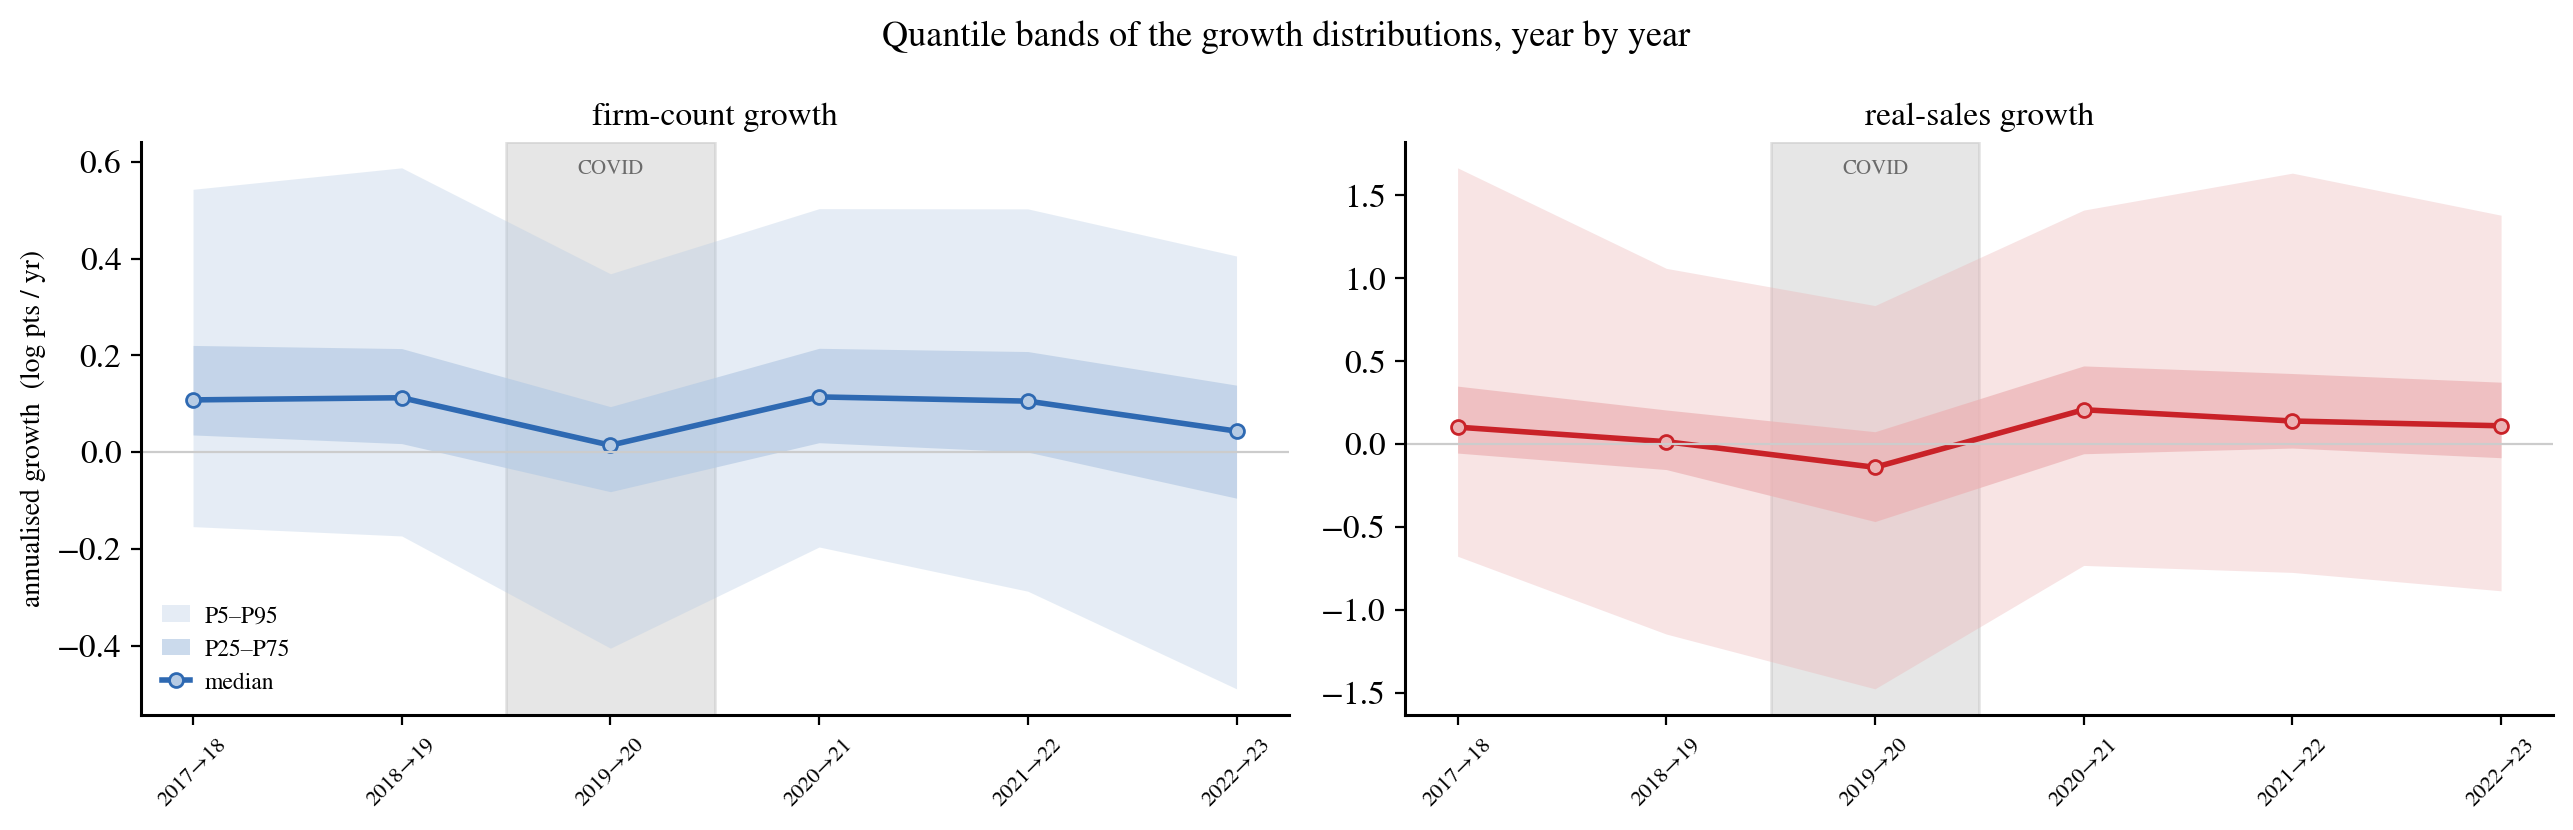 Quantile bands of the growth distributions, year by year
firm-count growth
COVID
annualised growth  (log pts / yr)
0.6
0.4
0.2
0.0
−0.2
−0.4
P5–P95
P25–P75
median
2017→18
2018→19
2019→20
2020→21
2021→22
2022→23
real-sales growth
COVID
1.5
1.0
0.5
0.0
−0.5
−1.0
−1.5
2017→18
2018→19
2019→20
2020→21
2021→22
2022→23